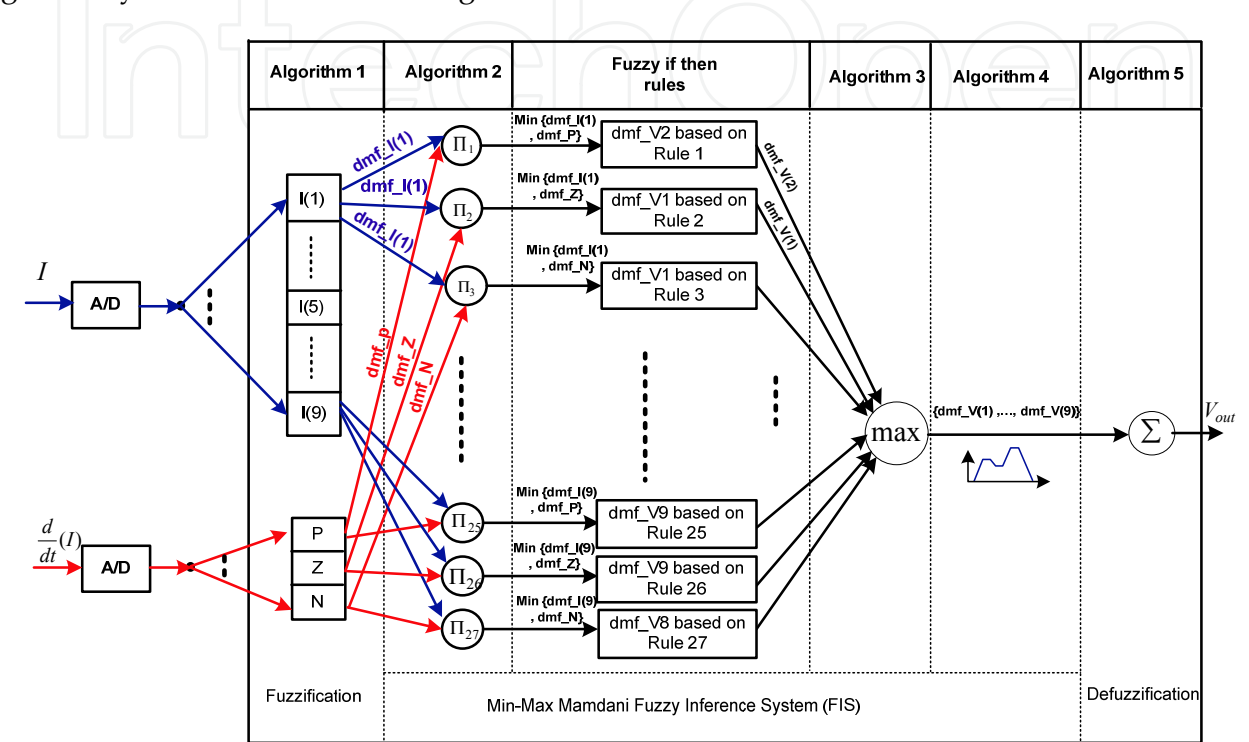 IntechOpen
Algorithm 1
Algorithm 2
Fuzzy if then
rules
Algorithm 3
Algorithm 4
Algorithm 5
I
A/D
I(1)
I(5)
I(9)
dmf_I(1)
dmf_I(1)
dmf_I(1)
Π1
Π2
Π3
Min {dmf_I(1)
, dmf_P}
dmf_V2 based on
Rule 1
Min {dmf_I(1)
, dmf_Z}
dmf_V1 based on
Rule 2
Min {dmf_I(1)
, dmf_N}
dmf_V1 based on
Rule 3
dmf_V(2)
dmf_V(1)
dmf_p
dmf_Z
dmf_N
max
{dmf_V(1) ,..., dmf_V(9)}
Σ
Vout
d/dt(I)
A/D
P
Z
N
Π25
Π26
Π27
Min {dmf_I(9)
, dmf_P}
dmf_V9 based on
Rule 25
Min {dmf_I(9)
, dmf_Z}
dmf_V9 based on
Rule 26
Min {dmf_I(9)
, dmf_N}
dmf_V8 based on
Rule 27
Fuzzification
Min-Max Mamdani Fuzzy Inference System (FIS)
Defuzzification